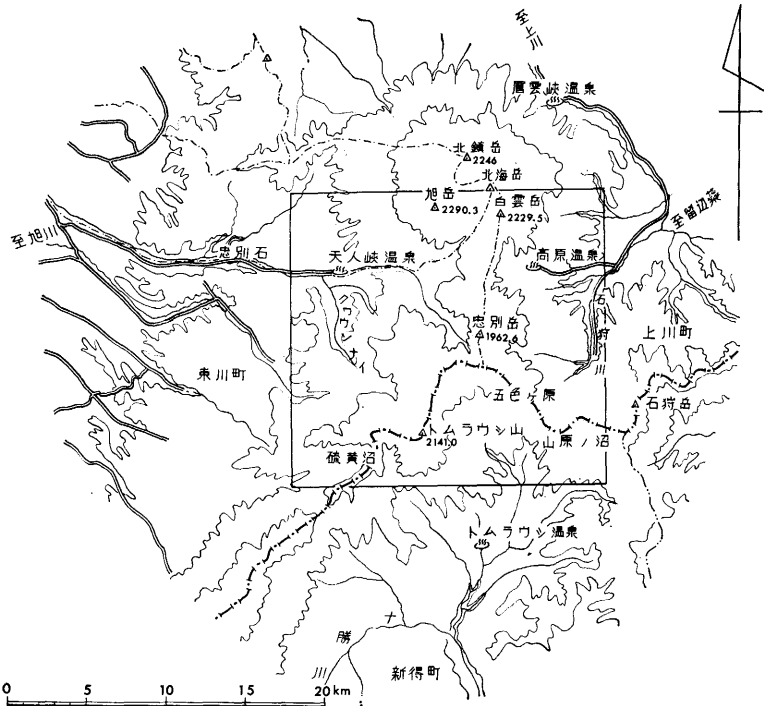 至上川
層雲峡温泉
北鎮岳
2246
北海岳
旭岳
2290.3
白雲岳
2229.5
至留辺蘂
至旭川
忠別石
天人峡温泉
高原温泉
クワウンナイ
石狩川
忠別岳
1962.6
上川町
東川町
五色ヶ原
石狩岳
トムラウシ山
2141.0
山原ノ沼
硫黄沼
トムラウシ温泉
十勝川
新得町
0 5 10 15 20km